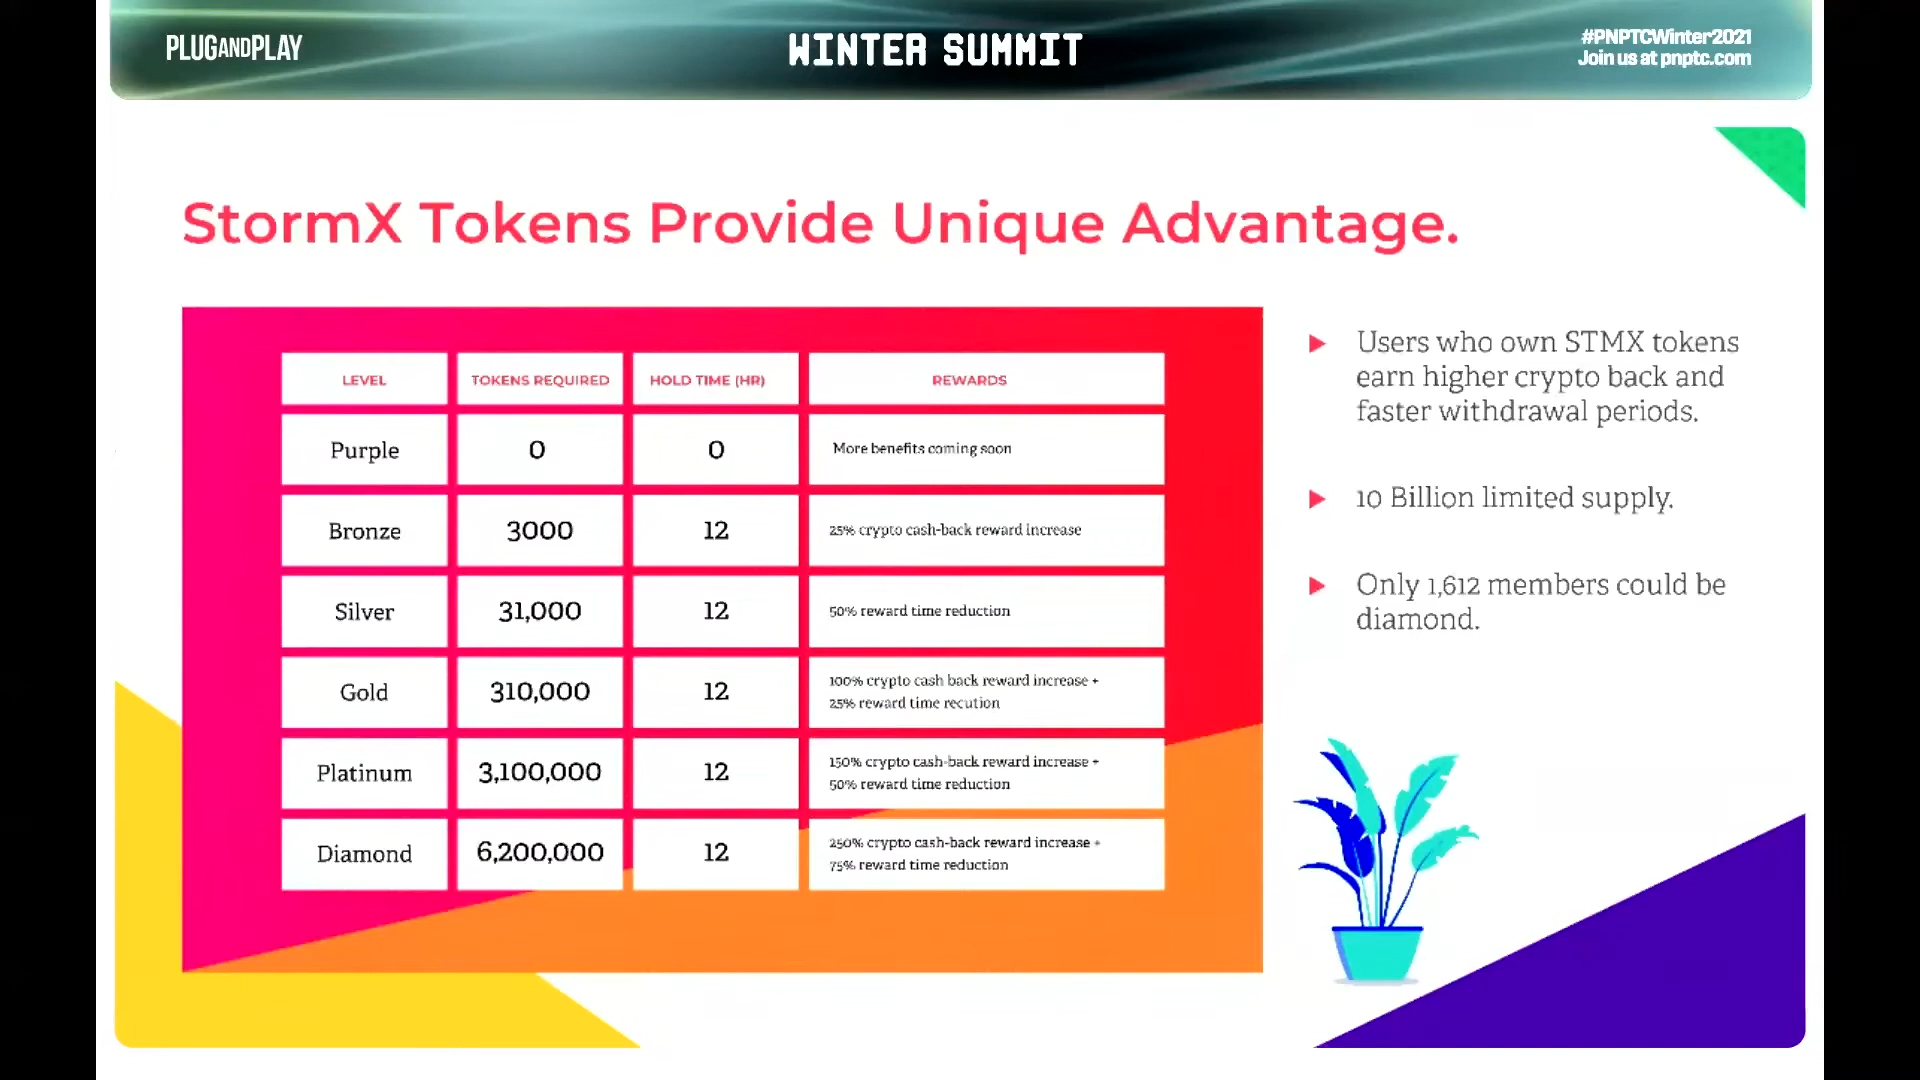 PLUGANDPLAY
WINTER SUMMIT
#PNPTCWinter2021
Join us at pnptc.com
StormX Tokens Provide Unique Advantage.
LEVEL TOKENS REQUIRED HOLD TIME (HR) REWARDS
Purple 0 0 More benefits coming soon
Bronze 3000 12 25% crypto cash-back reward increase
Silver 31,000 12 50% reward time reduction
Gold 310,000 12 100% crypto cash back reward increase +
25% reward time recution
Platinum 3,100,000 12 150% crypto cash-back reward increase +
50% reward time reduction
Diamond 6,200,000 12 250% crypto cash-back reward increase +
75% reward time reduction
Users who own STMX tokens
earn higher crypto back and
faster withdrawal periods.
10 Billion limited supply.
Only 1,612 members could be
diamond.